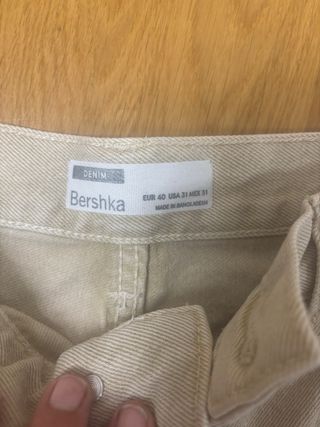 DENIM
Bershka
EUR 40 USA 31 MEX 31
MADE IN BANGLADESH